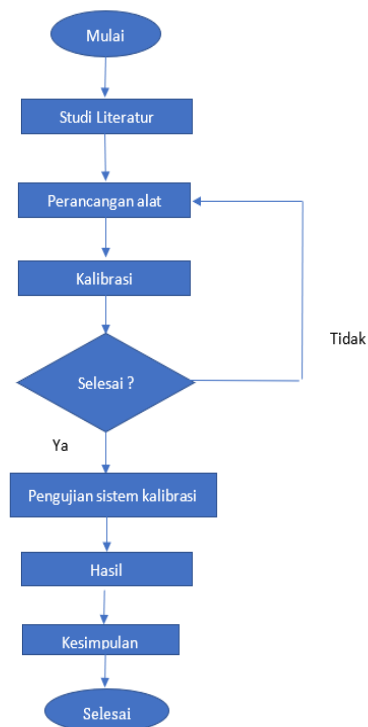 Mulai
Studi Literatur
Perancangan alat
Kalibrasi
Tidak
Selesai ?
Ya
Pengujian sistem kalibrasi
Hasil
Kesimpulan
Selesai